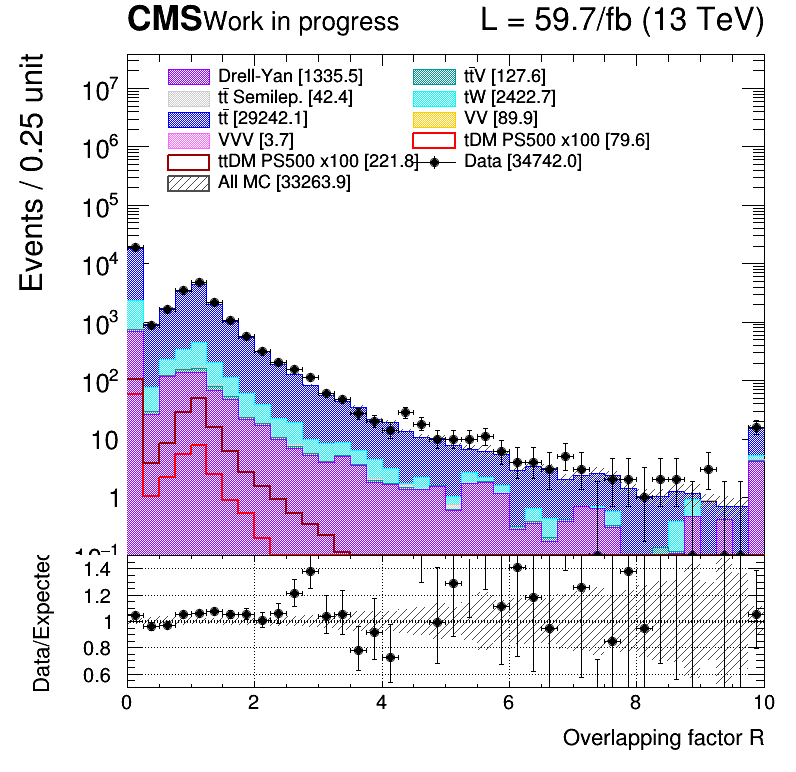 CMS Work in progress L = 59.7/fb (13 TeV)
Drell-Yan [1335.5] tt̄V [127.6]
tt̄ Semilep. [42.4] tW [2422.7]
tt̄ [29242.1] VV [89.9]
VVV [3.7] tDM PS500 x100 [79.6]
ttDM PS500 x100 [221.8] Data [34742.0]
All MC [33263.9]
Events / 0.25 unit
10⁷
10⁶
10⁵
10⁴
10³
10²
10
1
10⁻¹
Data/Expected
1.4
1.2
1
0.8
0.6
0 2 4 6 8 10
Overlapping factor R